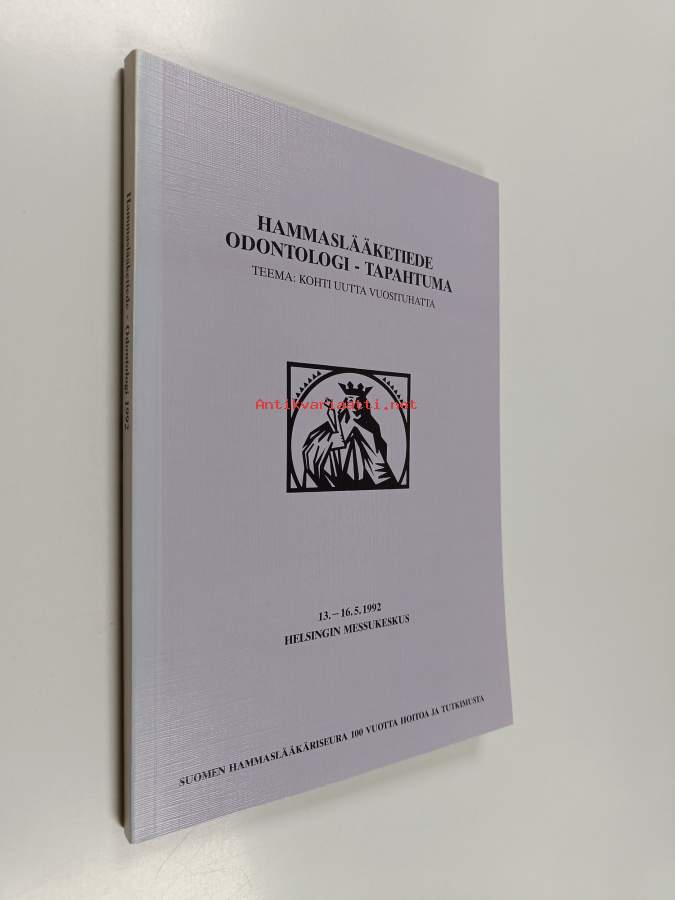 HAMMASLÄÄKETIEDE
ODONTOLOGI - TAPAHTUMA
TEEMA: KOHTI UUTTA VUOSITUHATTA
Antikvariaatti.net
13.—16.5.1992
HELSINGIN MESSUKESKUS
SUOMEN HAMMASLÄÄKÄRISEURA 100 VUOTTA HOITOA JA TUTKIMUSTA
Hammaslääketiede - Odontologi 1992